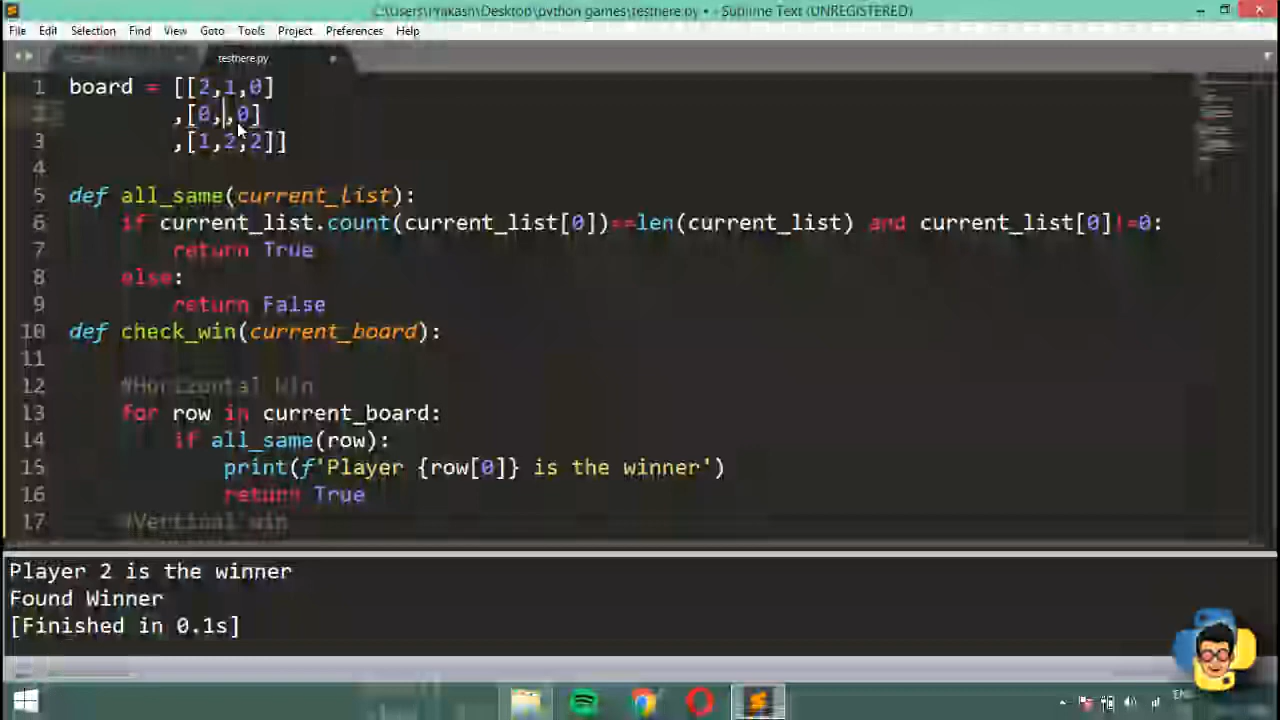 C:\Users\Prakash\Desktop\python games\testhere.py • - Sublime Text (UNREGISTERED)
File Edit Selection Find View Goto Tools Project Preferences Help
testhere.py
1 board = [[2,1,0]
2 ,[0,,0]
3 ,[1,2,2]]
4
5 def all_same(current_list):
6 if current_list.count(current_list[0])==len(current_list) and current_list[0]!=0:
7 return True
8 else:
9 return False
10 def check_win(current_board):
11
12 #Horizontal Win
13 for row in current_board:
14 if all_same(row):
15 print(f'Player {row[0]} is the winner')
16 return True
17 #Vertical win
Player 2 is the winner
Found Winner
[Finished in 0.1s]
ENG